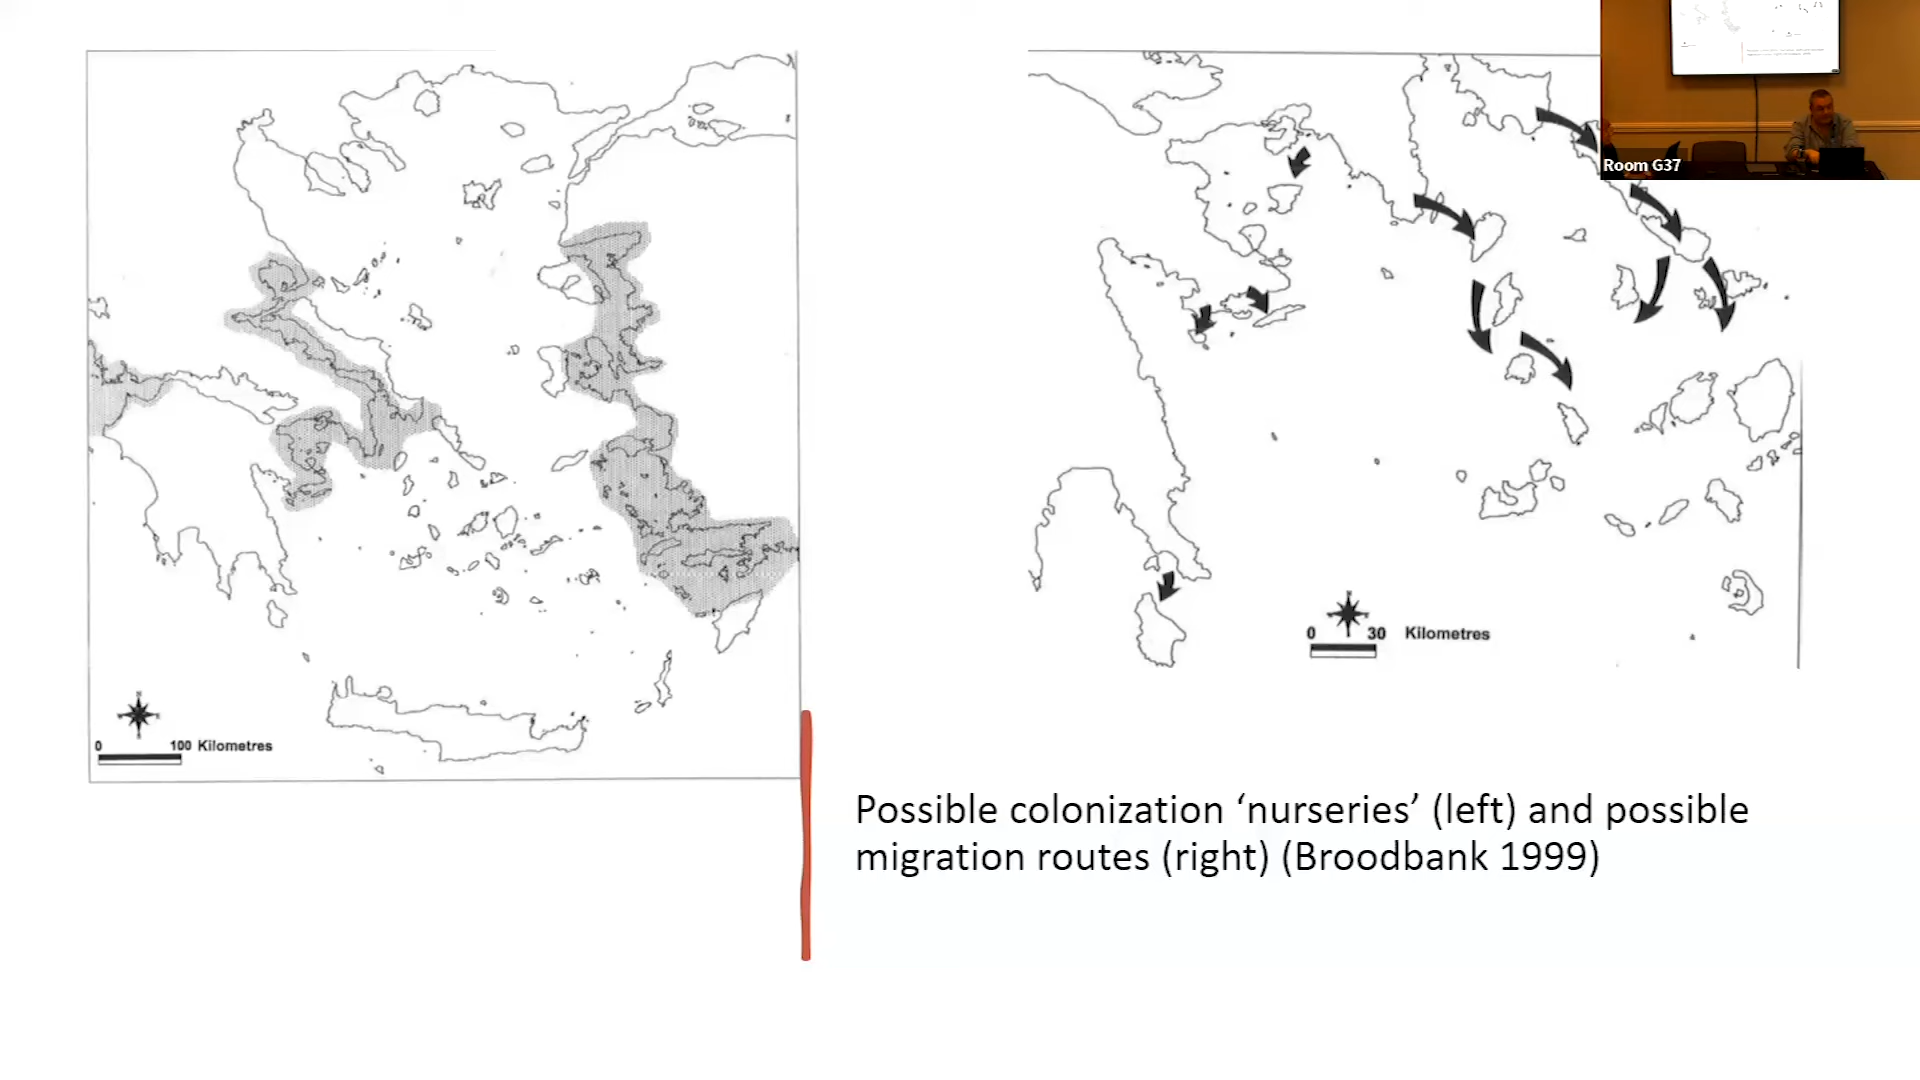 Room G37
N
0 100 Kilometres
N
0 30 Kilometres
Possible colonization ‘nurseries’ (left) and possible
migration routes (right) (Broodbank 1999)